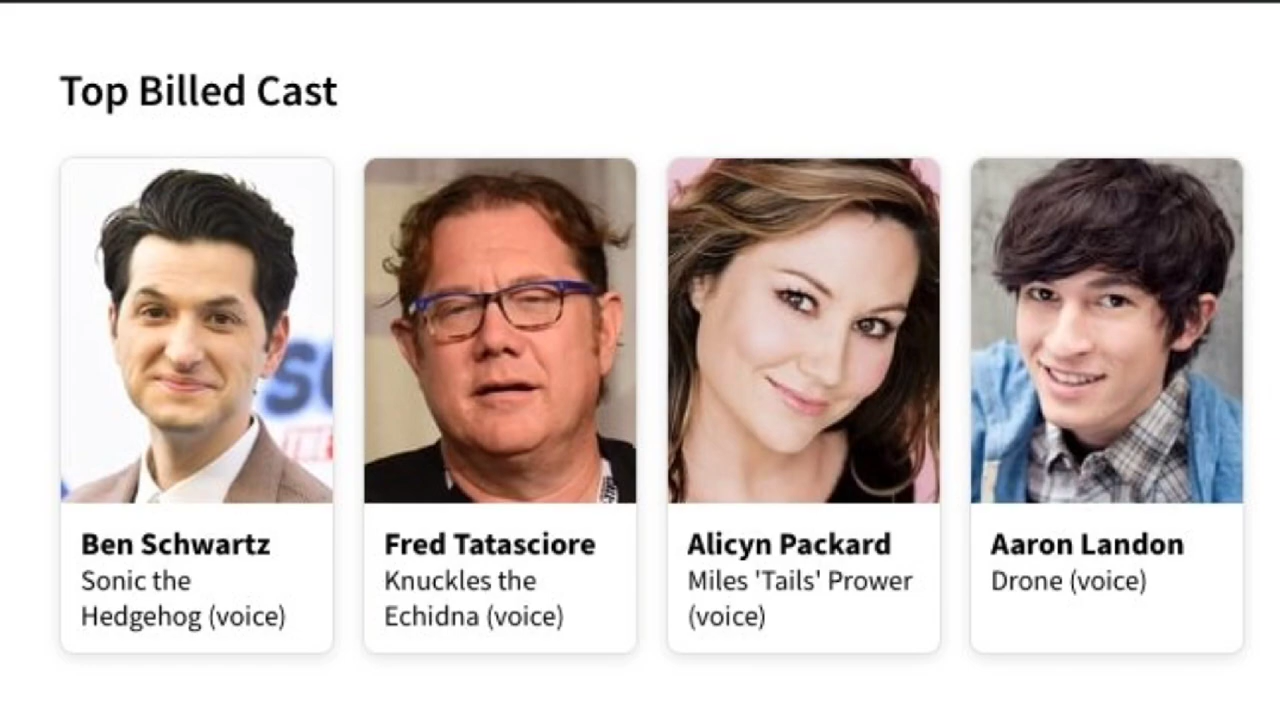 Top Billed Cast
Ben Schwartz
Sonic the
Hedgehog (voice)
Fred Tatasciore
Knuckles the
Echidna (voice)
Alicyn Packard
Miles 'Tails' Prower
(voice)
Aaron Landon
Drone (voice)